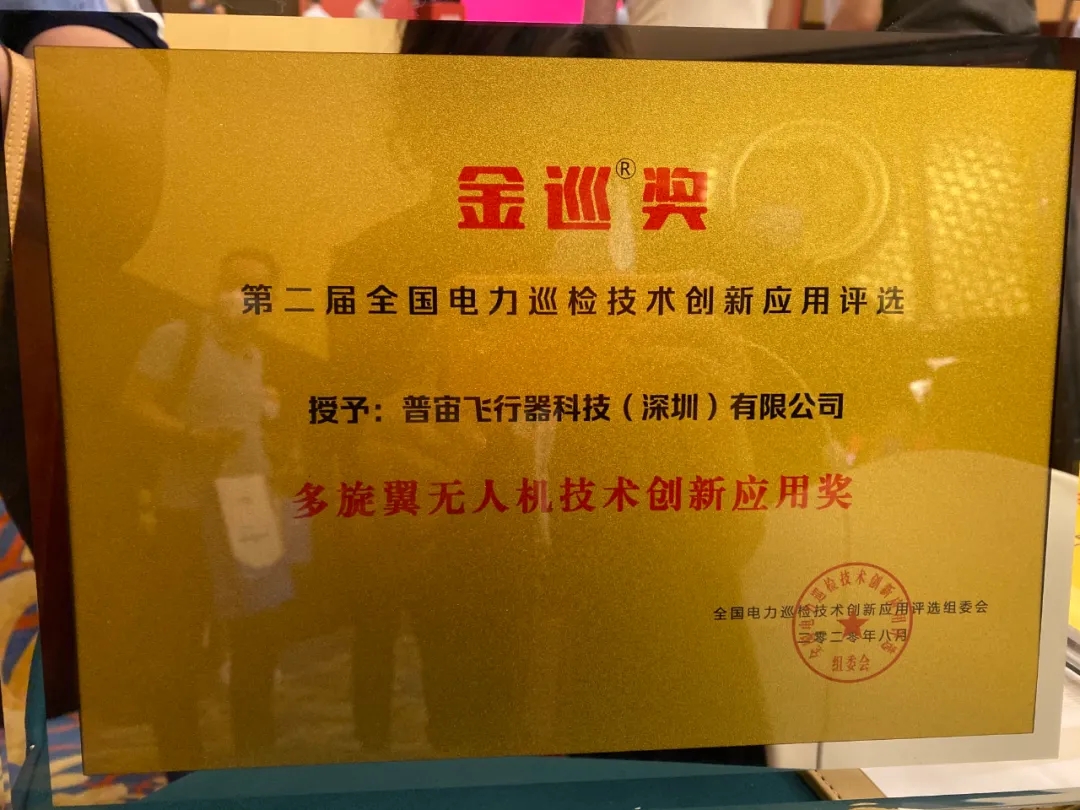 金巡®奖
第二届全国电力巡检技术创新应用评选
授予：普宙飞行器科技（深圳）有限公司
多旋翼无人机技术创新应用奖
全国电力巡检技术创新应用评选组委会
二零二零年八月
组委会